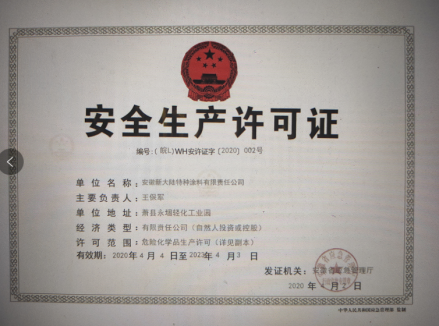 安全生产许可证
编号:（皖L）WH安许证字〔2020〕002号
单位名称：安徽新大陆特种涂料有限责任公司
主要负责人：王保军
单位地址：萧县永堌轻化工业园
经济类型：有限责任公司（自然人投资或控股）
许可范围：危险化学品生产许可（详见副本）
有效期：2020年4月4日至2023年4月3日
发证机关：安徽省应急管理厅
2020年4月2日
中华人民共和国应急管理部 监制